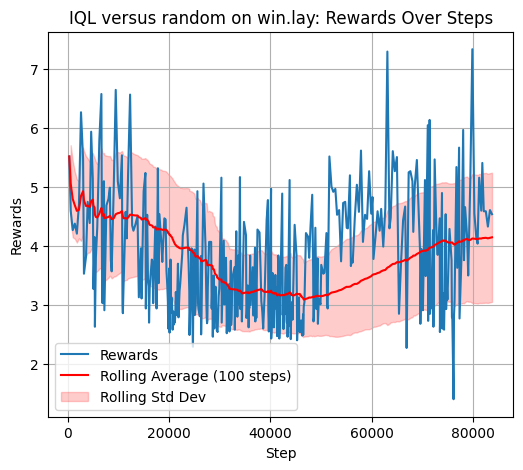 IQL versus random on win.lay: Rewards Over Steps
7
6
5
4
3
2
Rewards
Rewards
Rolling Average (100 steps)
Rolling Std Dev
0 20000 40000 60000 80000
Step